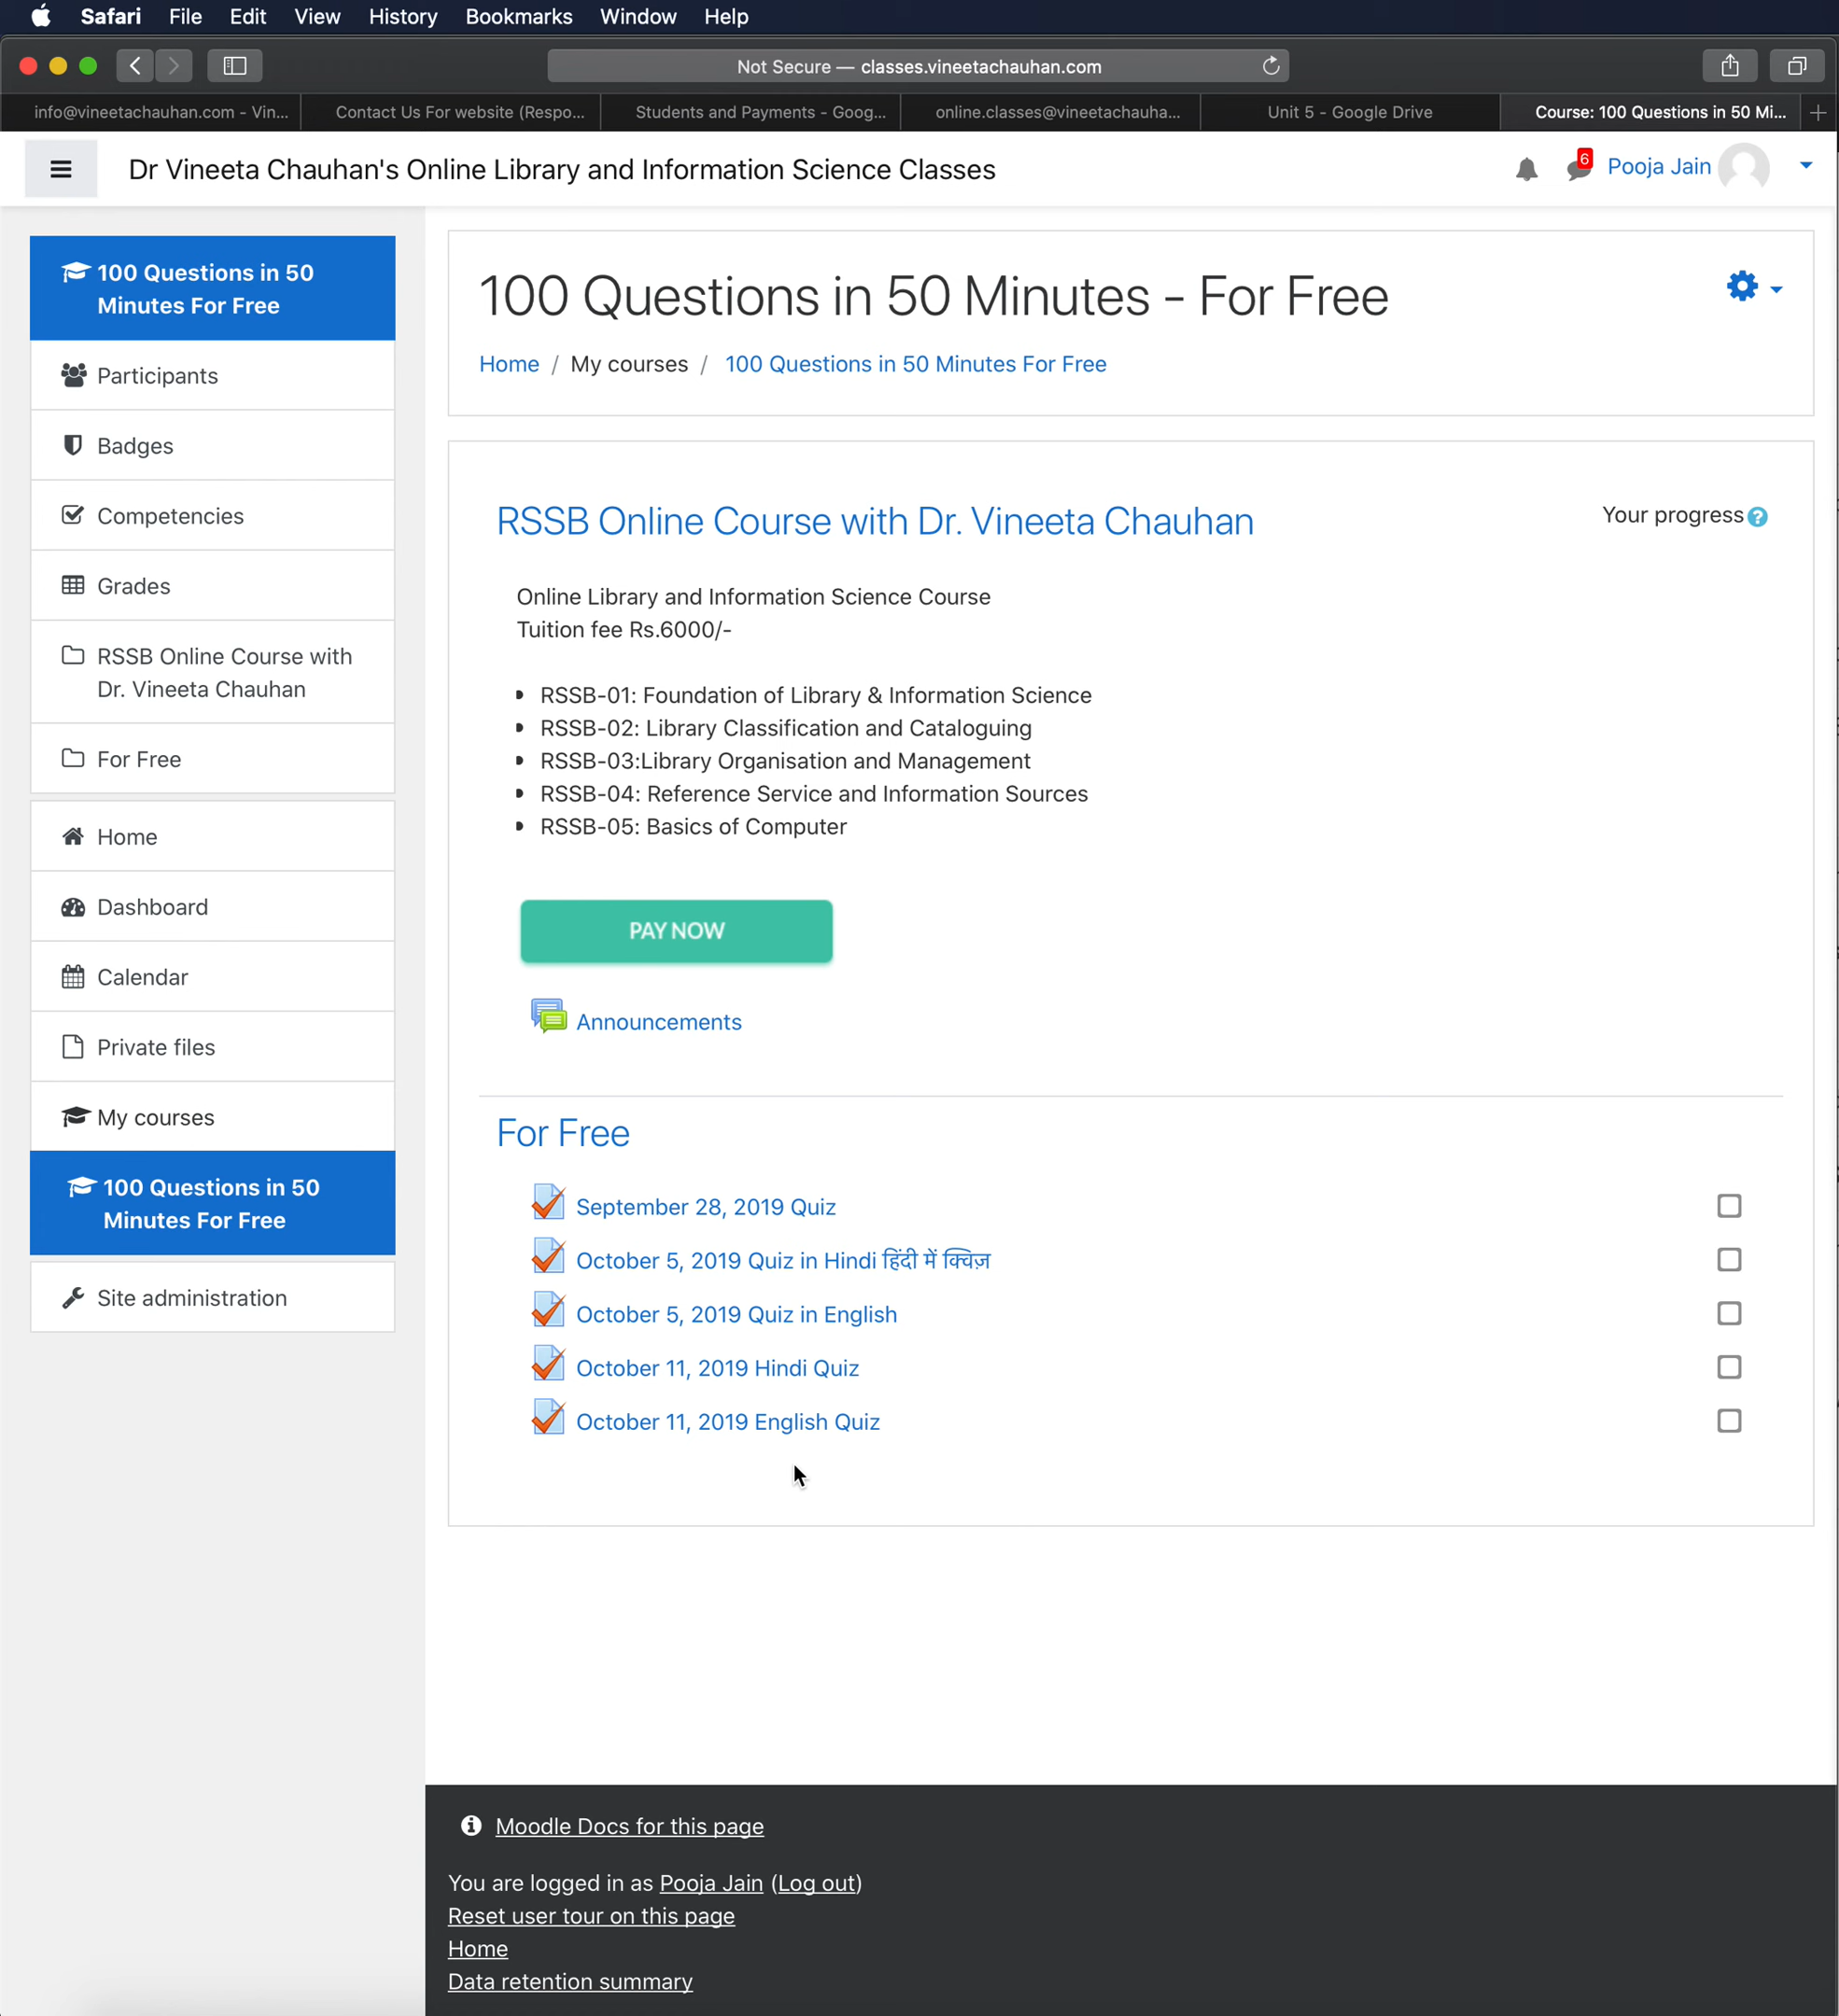 Safari File Edit View History Bookmarks Window Help
Not Secure — classes.vineetachauhan.com
info@vineetachauhan.com - Vin...
Contact Us For website (Respo...
Students and Payments - Goog...
online.classes@vineetachauha...
Unit 5 - Google Drive
Course: 100 Questions in 50 Mi...
Dr Vineeta Chauhan's Online Library and Information Science Classes
6
Pooja Jain
100 Questions in 50
Minutes For Free
Participants
Badges
Competencies
Grades
RSSB Online Course with
Dr. Vineeta Chauhan
For Free
Home
Dashboard
Calendar
Private files
My courses
100 Questions in 50
Minutes For Free
Site administration
100 Questions in 50 Minutes - For Free
Home / My courses / 100 Questions in 50 Minutes For Free
RSSB Online Course with Dr. Vineeta Chauhan
Your progress
Online Library and Information Science Course
Tuition fee Rs.6000/-
RSSB-01: Foundation of Library & Information Science
RSSB-02: Library Classification and Cataloguing
RSSB-03:Library Organisation and Management
RSSB-04: Reference Service and Information Sources
RSSB-05: Basics of Computer
PAY NOW
Announcements
For Free
September 28, 2019 Quiz
October 5, 2019 Quiz in Hindi हिंदी में क्विज़
October 5, 2019 Quiz in English
October 11, 2019 Hindi Quiz
October 11, 2019 English Quiz
Moodle Docs for this page
You are logged in as Pooja Jain (Log out)
Reset user tour on this page
Home
Data retention summary